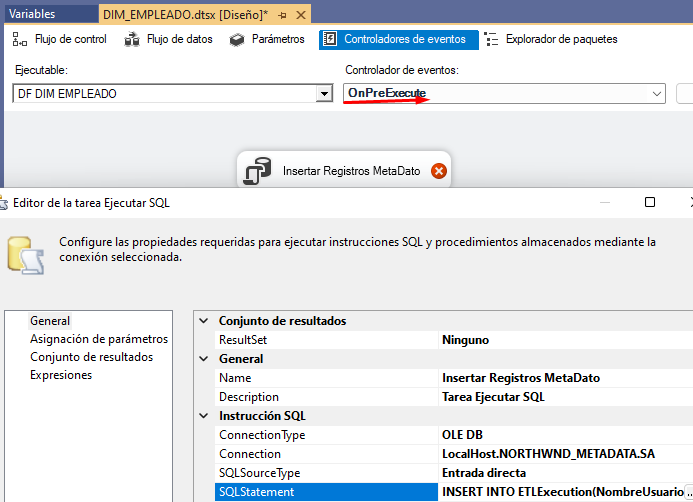 Variables
DIM_EMPLEADO.dtsx [Diseño]*
Flujo de control
Flujo de datos
Parámetros
Controladores de eventos
Explorador de paquetes
Ejecutable:
Controlador de eventos:
DF DIM EMPLEADO
OnPreExecute
Insertar Registros MetaDato
Editor de la tarea Ejecutar SQL
Configure las propiedades requeridas para ejecutar instrucciones SQL y procedimientos almacenados mediante la
conexión seleccionada.
General
Asignación de parámetros
Conjunto de resultados
Expresiones
Conjunto de resultados
ResultSet Ninguno
General
Name Insertar Registros MetaDato
Description Tarea Ejecutar SQL
Instrucción SQL
ConnectionType OLE DB
Connection LocalHost.NORTHWND_METADATA.SA
SQLSourceType Entrada directa
SQLStatement INSERT INTO ETLExecution(NombreUsuario